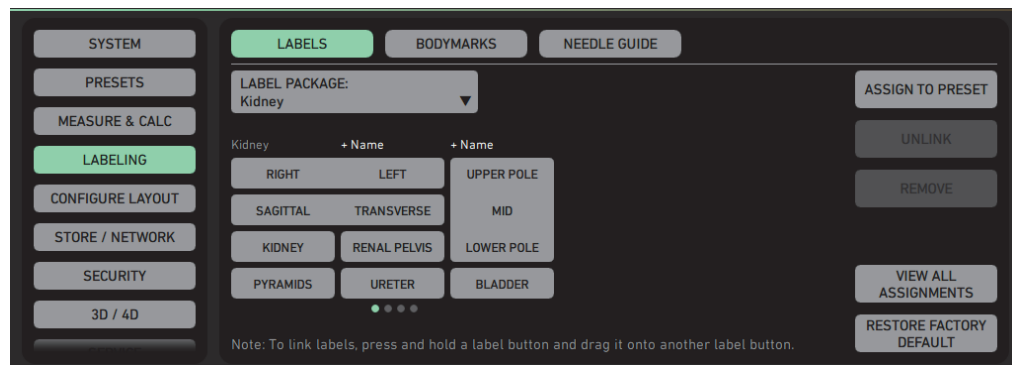 SYSTEM
PRESETS
MEASURE & CALC
LABELING
CONFIGURE LAYOUT
STORE / NETWORK
SECURITY
3D / 4D
LABELS
BODYMARKS
NEEDLE GUIDE
LABEL PACKAGE:
Kidney
ASSIGN TO PRESET
UNLINK
REMOVE
Kidney + Name + Name
RIGHT LEFT UPPER POLE
SAGITTAL TRANSVERSE MID
KIDNEY RENAL PELVIS LOWER POLE
PYRAMIDS URETER BLADDER
VIEW ALL
ASSIGNMENTS
RESTORE FACTORY
DEFAULT
Note: To link labels, press and hold a label button and drag it onto another label button.